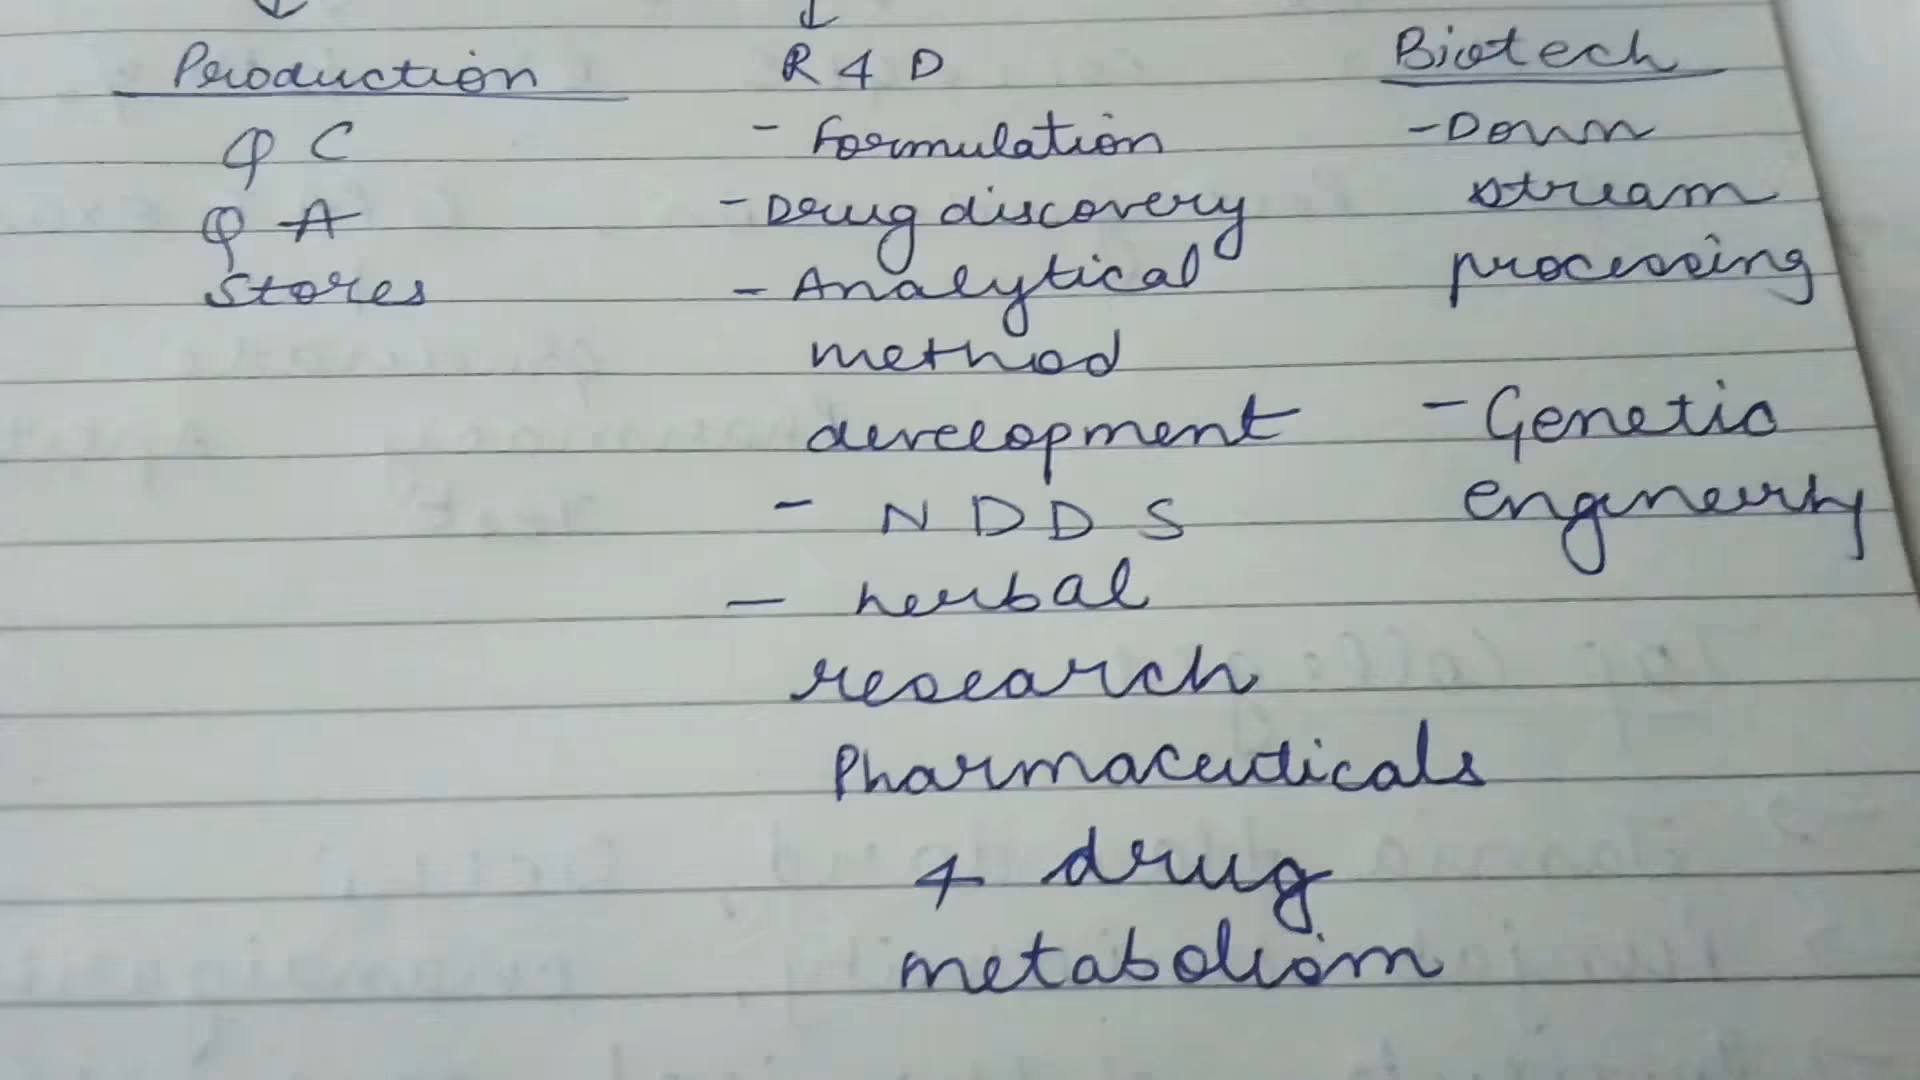 Production
QC
QA
Stores
R & D
- Formulation
- Drug discovery
- Analytical
method
development
- NDDS
- herbal
research
Pharmaceuticals
& drug
metabolism
Biotech
- Down
stream
processing
- Genetic
engineering